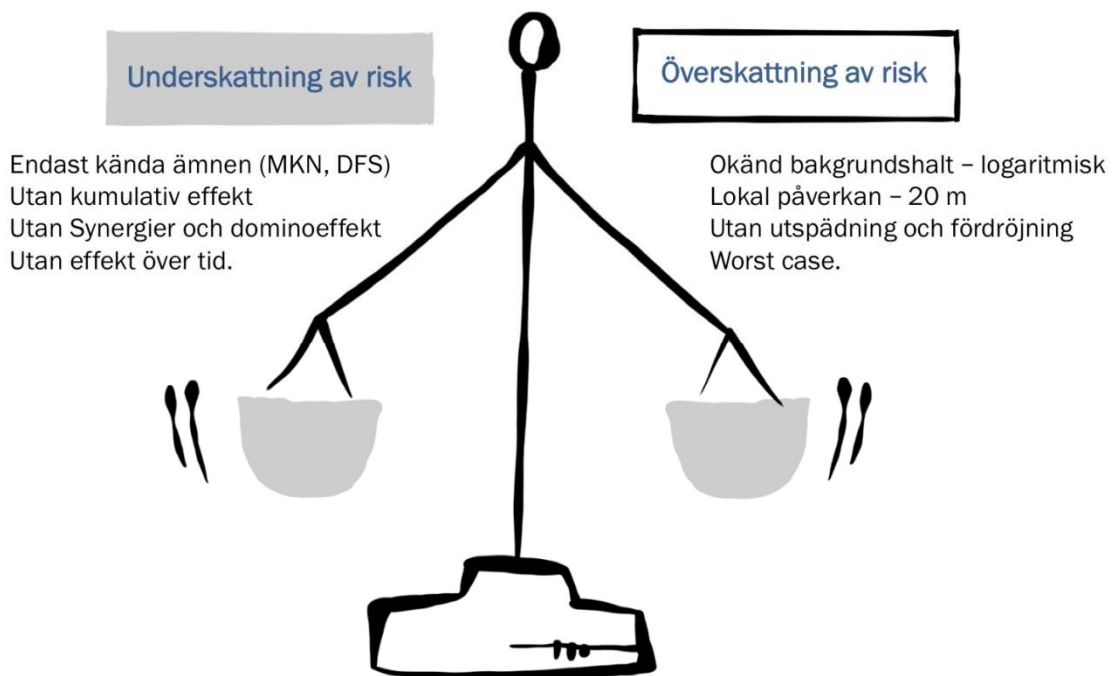 Underskattning av risk
Endast kända ämnen (MKN, DFS)
Utan kumulativ effekt
Utan Synergier och dominoeffekt
Utan effekt över tid.
Överskattning av risk
Okänd bakgrundshalt – logaritmisk
Lokal påverkan – 20 m
Utan utspädning och fördröjning
Worst case.